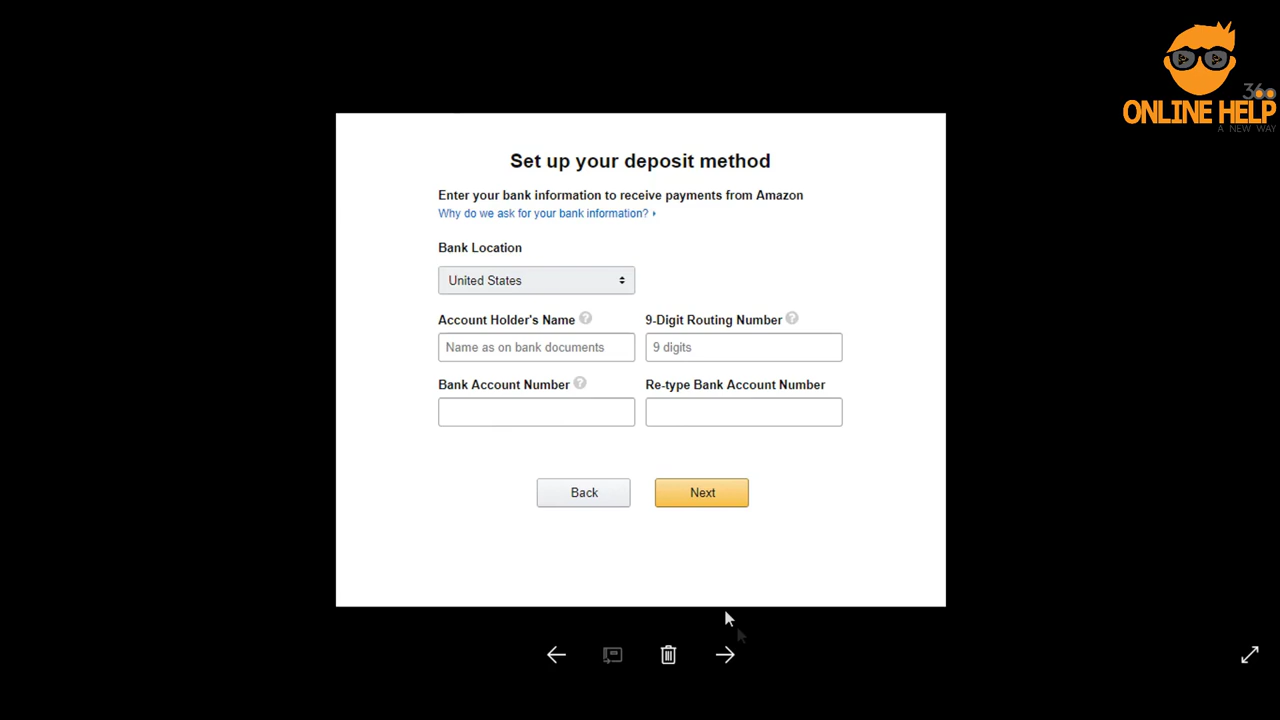 360
ONLINE HELP
A NEW WAY
Set up your deposit method
Enter your bank information to receive payments from Amazon
Why do we ask for your bank information?
Bank Location
United States
Account Holder's Name ? 9-Digit Routing Number ?
Name as on bank documents 9 digits
Bank Account Number ? Re-type Bank Account Number
Back Next